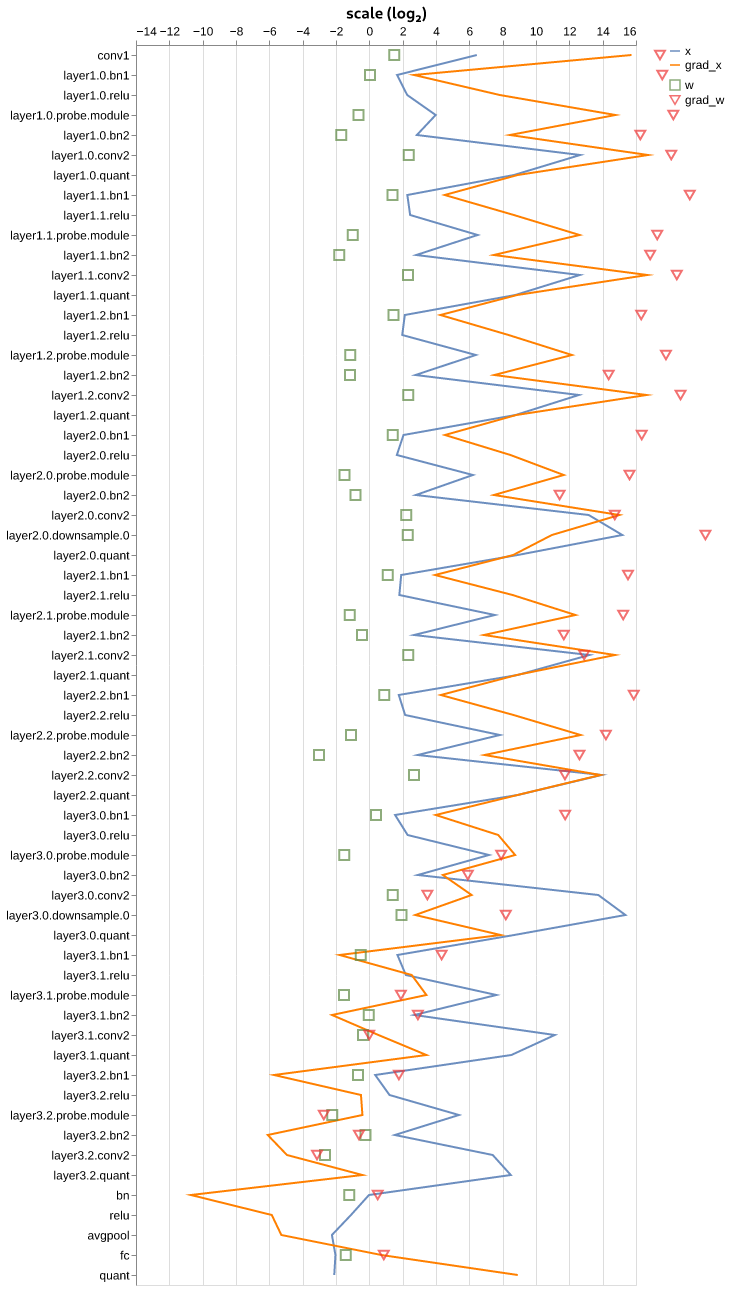 scale (log₂)
−14 −12 −10 −8 −6 −4 −2 0 2 4 6 8 10 12 14 16
conv1
layer1.0.bn1
layer1.0.relu
layer1.0.probe.module
layer1.0.bn2
layer1.0.conv2
layer1.0.quant
layer1.1.bn1
layer1.1.relu
layer1.1.probe.module
layer1.1.bn2
layer1.1.conv2
layer1.1.quant
layer1.2.bn1
layer1.2.relu
layer1.2.probe.module
layer1.2.bn2
layer1.2.conv2
layer1.2.quant
layer2.0.bn1
layer2.0.relu
layer2.0.probe.module
layer2.0.bn2
layer2.0.conv2
layer2.0.downsample.0
layer2.0.quant
layer2.1.bn1
layer2.1.relu
layer2.1.probe.module
layer2.1.bn2
layer2.1.conv2
layer2.1.quant
layer2.2.bn1
layer2.2.relu
layer2.2.probe.module
layer2.2.bn2
layer2.2.conv2
layer2.2.quant
layer3.0.bn1
layer3.0.relu
layer3.0.probe.module
layer3.0.bn2
layer3.0.conv2
layer3.0.downsample.0
layer3.0.quant
layer3.1.bn1
layer3.1.relu
layer3.1.probe.module
layer3.1.bn2
layer3.1.conv2
layer3.1.quant
layer3.2.bn1
layer3.2.relu
layer3.2.probe.module
layer3.2.bn2
layer3.2.conv2
layer3.2.quant
bn
relu
avgpool
fc
quant
x
grad_x
w
grad_w